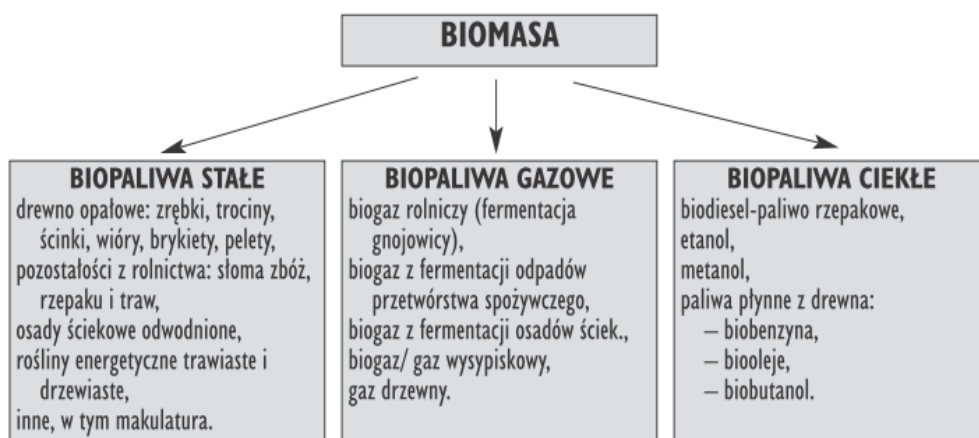 BIOMASA
BIOPALIWA STAŁE
drewno opałowe: zrębki, trociny,
ścinki, wióry, brykiety, pelety,
pozostałości z rolnictwa: słoma zbóż,
rzepaku i traw,
osady ściekowe odwodnione,
rośliny energetyczne trawiaste i
drzewiaste,
inne, w tym makulatura.
BIOPALIWA GAZOWE
biogaz rolniczy (fermentacja
gnojowicy),
biogaz z fermentacji odpadów
przetwórstwa spożywczego,
biogaz z fermentacji osadów ściek.,
biogaz/ gaz wysypiskowy,
gaz drzewny.
BIOPALIWA CIEKŁE
biodiesel-paliwo rzepakowe,
etanol,
metanol,
paliwa płynne z drewna:
– biobenzyna,
– biooleje,
– biobutanol.